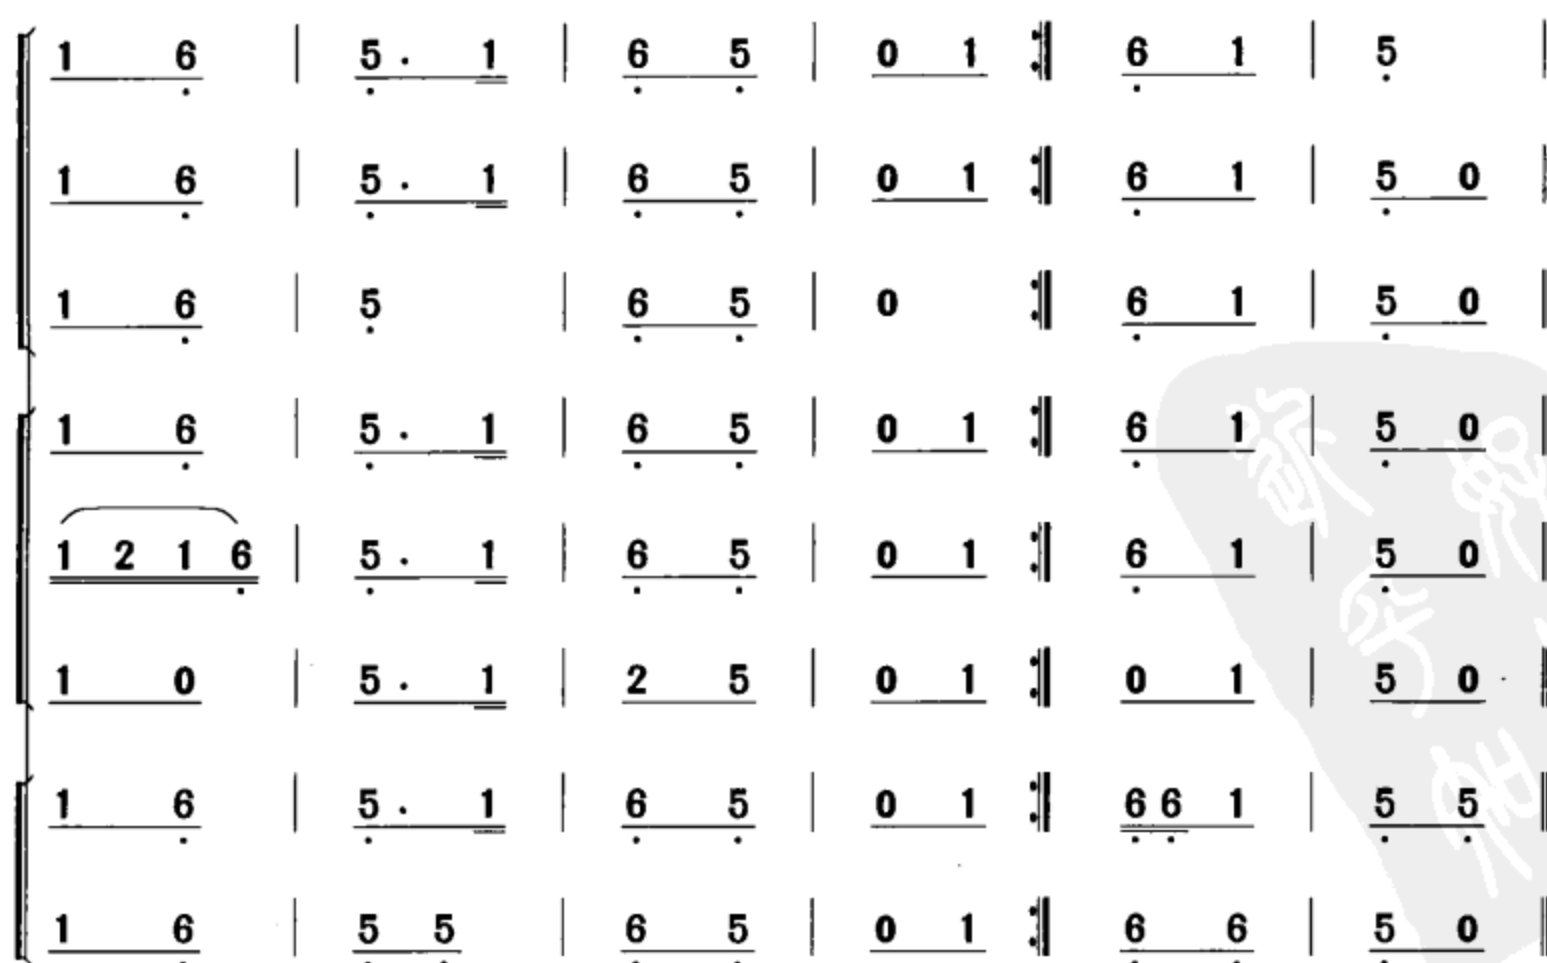 1 6 | 5 · 1 | 6 5 | 0 1 :‖ 6 1 | 5 |
1 6 | 5 · 1 | 6 5 | 0 1 :‖ 6 1 | 5 0 |
1 6 | 5 | 6 5 | 0 :‖ 6 1 | 5 0 |
1 6 | 5 · 1 | 6 5 | 0 1 :‖ 6 1 | 5 0 |
1 2 1 6 | 5 · 1 | 6 5 | 0 1 :‖ 6 1 | 5 0 |
1 0 | 5 · 1 | 2 5 | 0 1 :‖ 0 1 | 5 0 |
1 6 | 5 · 1 | 6 5 | 0 1 :‖ 6 6 1 | 5 5 |
1 6 | 5 5 | 6 5 | 0 1 :‖ 6 6 | 5 0 |